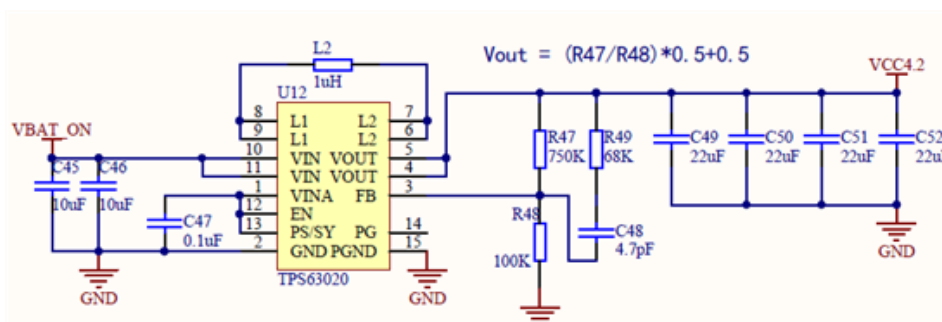 Vout = (R47/R48)*0.5+0.5
L2
1uH
VCC4.2
U12
VBAT_ON
8 L1 L2 7
9 L1 L2 6
10 VIN VOUT 5
11 VIN VOUT 4
1 VINA FB 3
12 EN
13 PS/SY PG 14
2 GND PGND 15
TPS63020
C45
10uF
C46
10uF
C47
0.1uF
GND
GND
R47
750K
R49
68K
R48
100K
C48
4.7pF
C49
22uF
C50
22uF
C51
22uF
C52
22u
GND